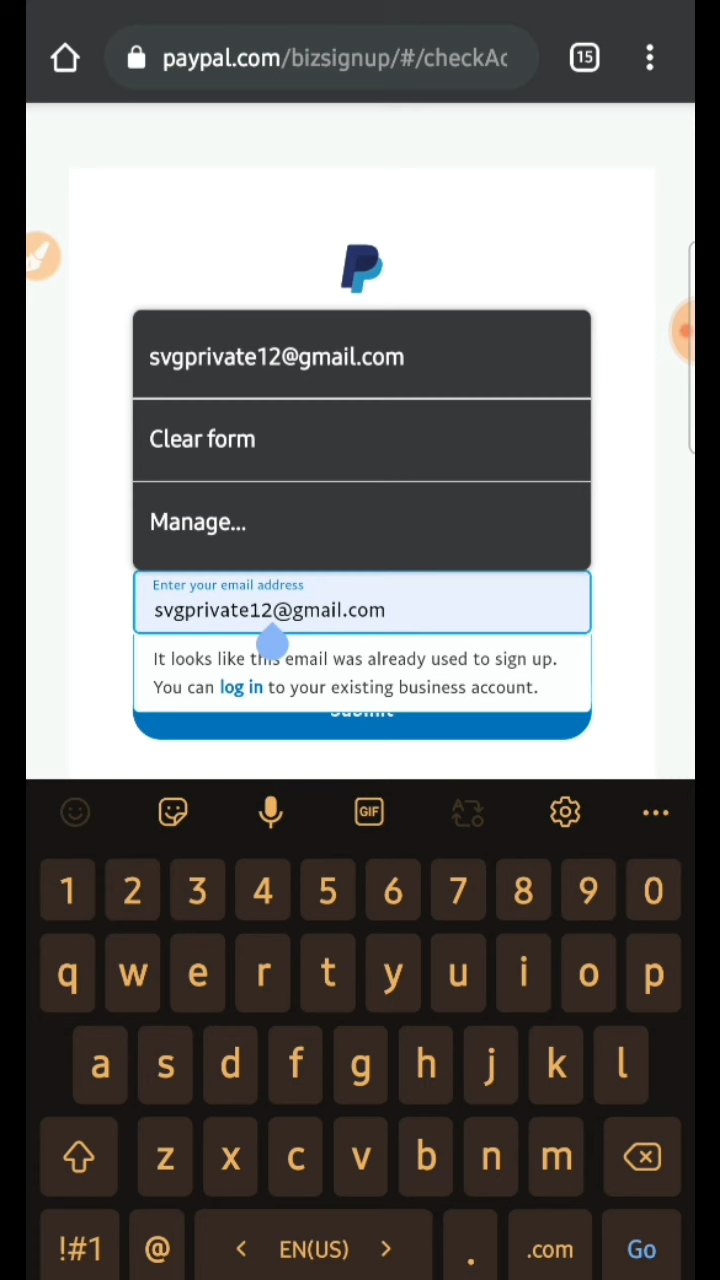 paypal.com/bizsignup/#/checkAc
15
svgprivate12@gmail.com
Clear form
Manage...
Enter your email address
svgprivate12@gmail.com
It looks like this email was already used to sign up.
You can log in to your existing business account.
Submit
GIF
1 2 3 4 5 6 7 8 9 0
q w e r t y u i o p
a s d f g h j k l
z x c v b n m
!#1 @ < EN(US) > . .com Go